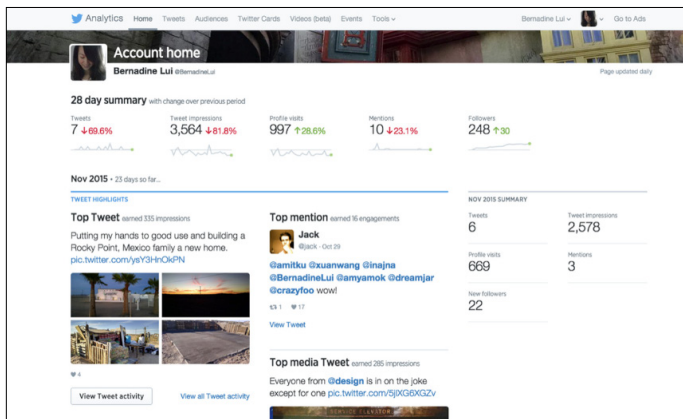 Analytics Home Tweets Audiences Twitter Cards Videos (beta) Events Tools Bernadine Lui Go to Ads
Account home
Bernadine Lui @BernadineLui
Page updated daily
28 day summary with change over previous period
Tweets Tweet impressions Profile visits Mentions Followers
7 ↓69.6% 3,564 ↓81.8% 997 ↑28.6% 10 ↓23.1% 248 ↑30
Nov 2015 • 23 days so far...
TWEET HIGHLIGHTS
Top Tweet earned 335 impressions
Putting my hands to good use and building a
Rocky Point, Mexico family a new home.
pic.twitter.com/ysY3HnOkPN
4
View Tweet activity View all Tweet activity
Top mention earned 16 engagements
Jack
@jack · Oct 29
@amitku @xuanwang @inajna
@BernadineLui @amyamok @dreamjar
@crazyfoo wow!
1 17
View Tweet
Top media Tweet earned 285 impressions
Everyone from @design is in on the joke
except for one pic.twitter.com/5jIXG6XGZv
NOV 2015 SUMMARY
Tweets Tweet impressions
6 2,578
Profile visits Mentions
669 3
New followers
22